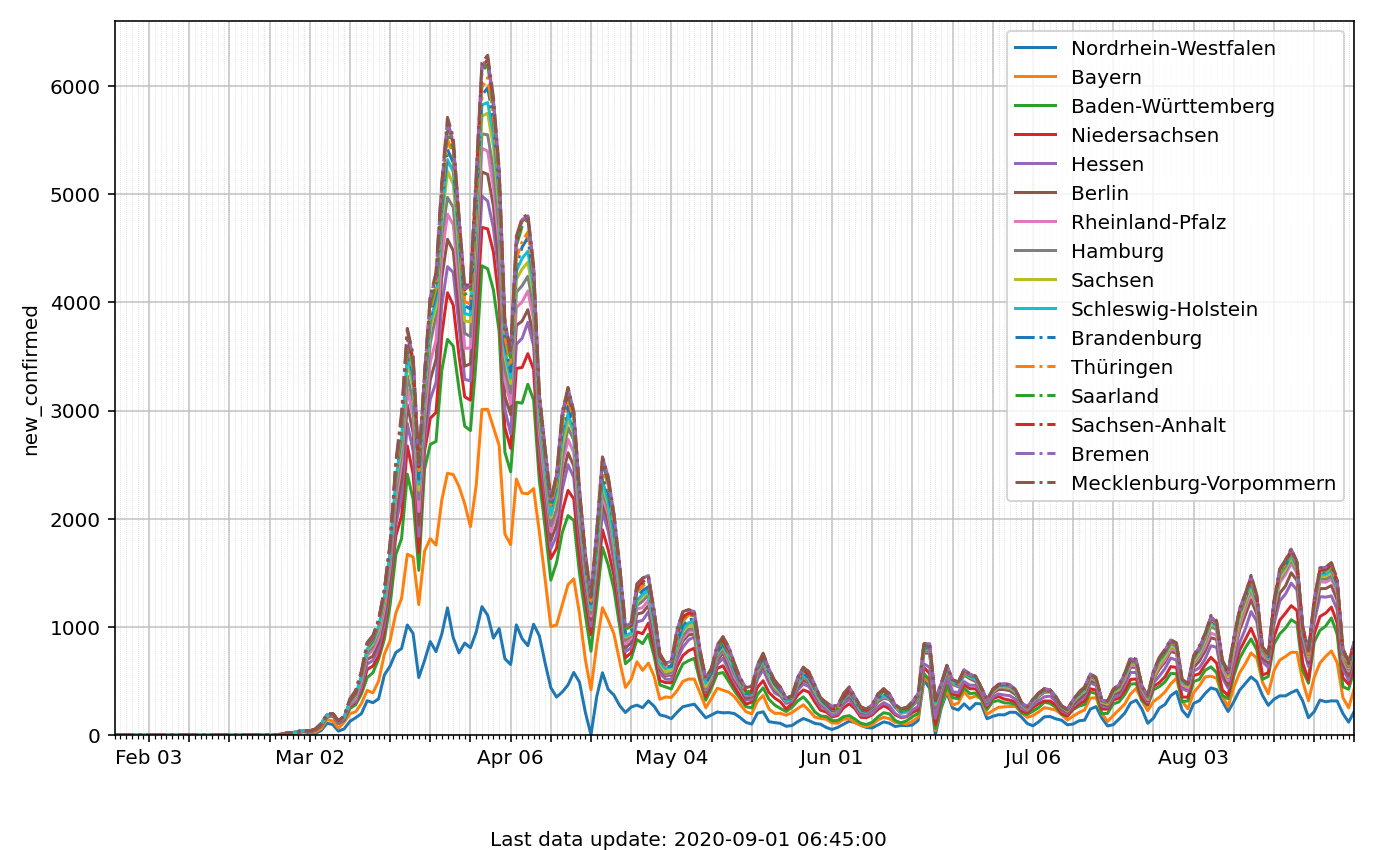 new_confirmed
6000
5000
4000
3000
2000
1000
0
Feb 03 Mar 02 Apr 06 May 04 Jun 01 Jul 06 Aug 03
Nordrhein-Westfalen
Bayern
Baden-Württemberg
Niedersachsen
Hessen
Berlin
Rheinland-Pfalz
Hamburg
Sachsen
Schleswig-Holstein
Brandenburg
Thüringen
Saarland
Sachsen-Anhalt
Bremen
Mecklenburg-Vorpommern
Last data update: 2020-09-01 06:45:00